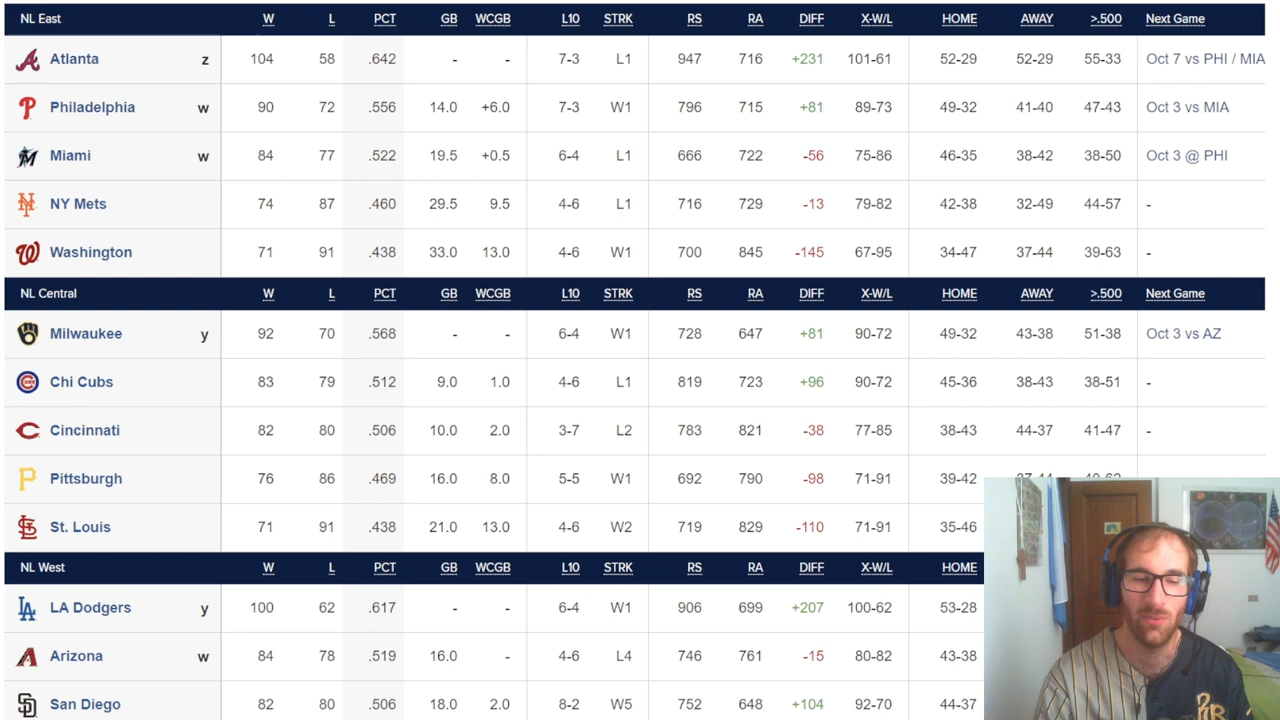 NL East W L PCT GB WCGB L10 STRK RS RA DIFF X-W/L HOME AWAY >.500 Next Game
Atlanta z 104 58 .642 - - 7-3 L1 947 716 +231 101-61 52-29 52-29 55-33 Oct 7 vs PHI / MIA
Philadelphia w 90 72 .556 14.0 +6.0 7-3 W1 796 715 +81 89-73 49-32 41-40 47-43 Oct 3 vs MIA
Miami w 84 77 .522 19.5 +0.5 6-4 L1 666 722 -56 75-86 46-35 38-42 38-50 Oct 3 @ PHI
NY Mets 74 87 .460 29.5 9.5 4-6 L1 716 729 -13 79-82 42-38 32-49 44-57 -
Washington 71 91 .438 33.0 13.0 4-6 W1 700 845 -145 67-95 34-47 37-44 39-63 -
NL Central W L PCT GB WCGB L10 STRK RS RA DIFF X-W/L HOME AWAY >.500 Next Game
Milwaukee y 92 70 .568 - - 6-4 W1 728 647 +81 90-72 49-32 43-38 51-38 Oct 3 vs AZ
Chi Cubs 83 79 .512 9.0 1.0 4-6 L1 819 723 +96 90-72 45-36 38-43 38-51 -
Cincinnati 82 80 .506 10.0 2.0 3-7 L2 783 821 -38 77-85 38-43 44-37 41-47 -
Pittsburgh 76 86 .469 16.0 8.0 5-5 W1 692 790 -98 71-91 39-42
St. Louis 71 91 .438 21.0 13.0 4-6 W2 719 829 -110 71-91 35-46
NL West W L PCT GB WCGB L10 STRK RS RA DIFF X-W/L HOME
LA Dodgers y 100 62 .617 - - 6-4 W1 906 699 +207 100-62 53-28
Arizona w 84 78 .519 16.0 - 4-6 L4 746 761 -15 80-82 43-38
San Diego 82 80 .506 18.0 2.0 8-2 W5 752 648 +104 92-70 44-37